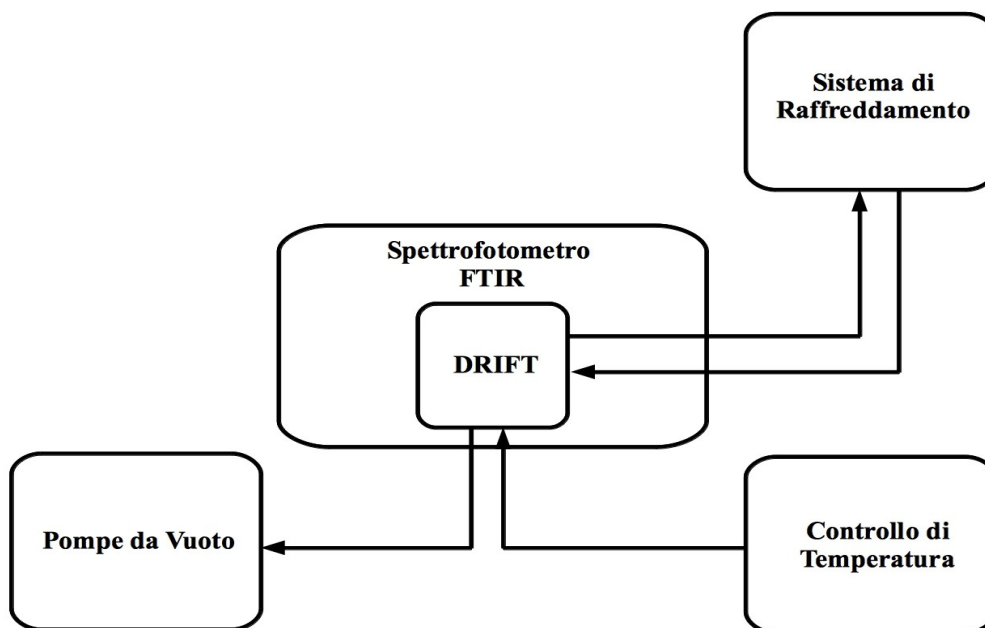 Sistema di
Raffreddamento
Spettrofotometro
FTIR
DRIFT
Pompe da Vuoto
Controllo di
Temperatura